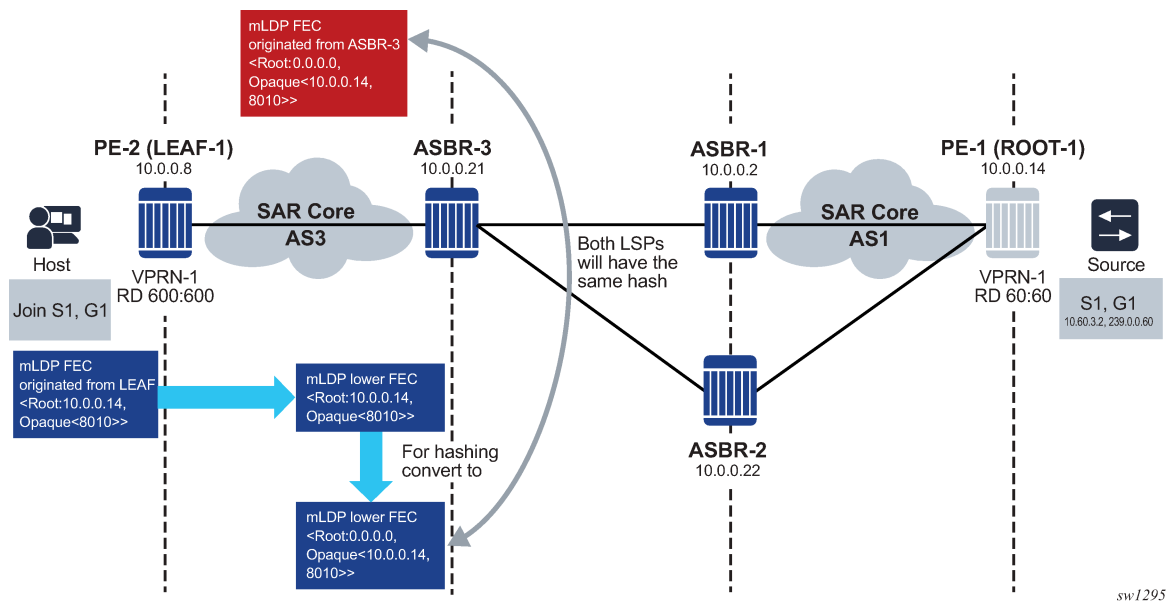 mLDP FEC
originated from ASBR-3
<Root:0.0.0.0,
Opaque<10.0.0.14,
8010>>
PE-2 (LEAF-1)
10.0.0.8
ASBR-3
10.0.0.21
ASBR-1
10.0.0.2
PE-1 (ROOT-1)
10.0.0.14
SAR Core
AS3
SAR Core
AS1
Both LSPs
will have the
same hash
Host
VPRN-1
RD 600:600
VPRN-1
RD 60:60
Source
Join S1, G1
S1, G1
10.60.3.2, 239.0.0.60
mLDP FEC
originated from LEAF
<Root:10.0.0.14,
Opaque<8010>>
mLDP lower FEC
<Root:10.0.0.14,
Opaque<8010>>
ASBR-2
10.0.0.22
For hashing
convert to
mLDP lower FEC
<Root:0.0.0.0,
Opaque<10.0.0.14,
8010>>
sw1295